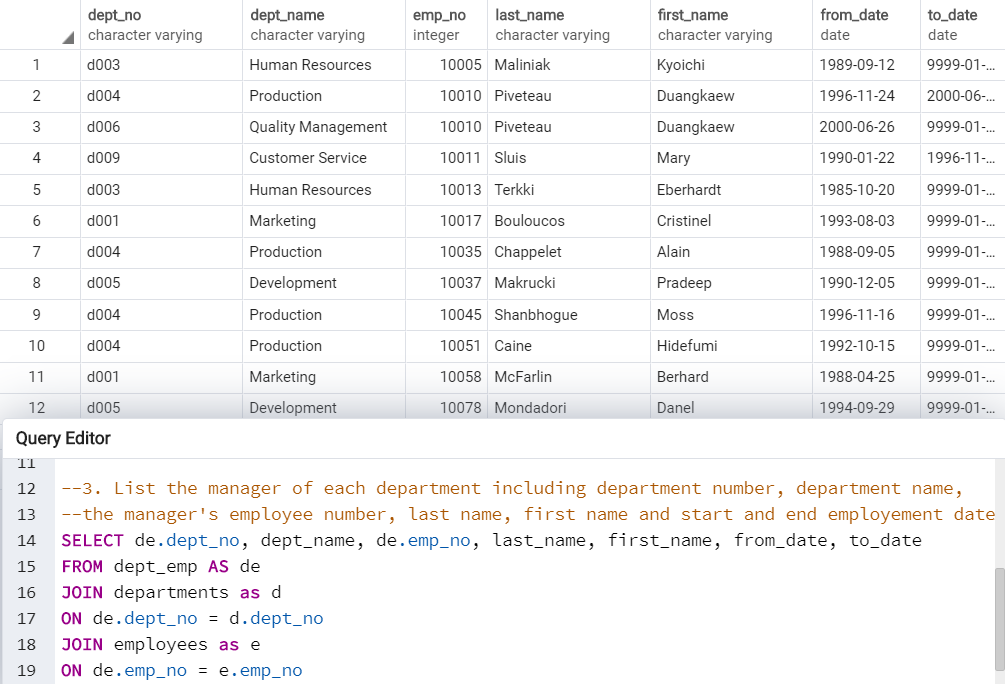 dept_no dept_name emp_no last_name first_name from_date to_date
character varying character varying integer character varying character varying date date
1 d003 Human Resources 10005 Maliniak Kyoichi 1989-09-12 9999-01-...
2 d004 Production 10010 Piveteau Duangkaew 1996-11-24 2000-06-...
3 d006 Quality Management 10010 Piveteau Duangkaew 2000-06-26 9999-01-...
4 d009 Customer Service 10011 Sluis Mary 1990-01-22 1996-11-...
5 d003 Human Resources 10013 Terkki Eberhardt 1985-10-20 9999-01-...
6 d001 Marketing 10017 Bouloucos Cristinel 1993-08-03 9999-01-...
7 d004 Production 10035 Chappelet Alain 1988-09-05 9999-01-...
8 d005 Development 10037 Makrucki Pradeep 1990-12-05 9999-01-...
9 d004 Production 10045 Shanbhogue Moss 1996-11-16 9999-01-...
10 d004 Production 10051 Caine Hidefumi 1992-10-15 9999-01-...
11 d001 Marketing 10058 McFarlin Berhard 1988-04-25 9999-01-...
12 d005 Development 10078 Mondadori Danel 1994-09-29 9999-01-...
Query Editor
11
12 --3. List the manager of each department including department number, department name,
13 --the manager's employee number, last name, first name and start and end employement date
14 SELECT de.dept_no, dept_name, de.emp_no, last_name, first_name, from_date, to_date
15 FROM dept_emp AS de
16 JOIN departments as d
17 ON de.dept_no = d.dept_no
18 JOIN employees as e
19 ON de.emp_no = e.emp_no